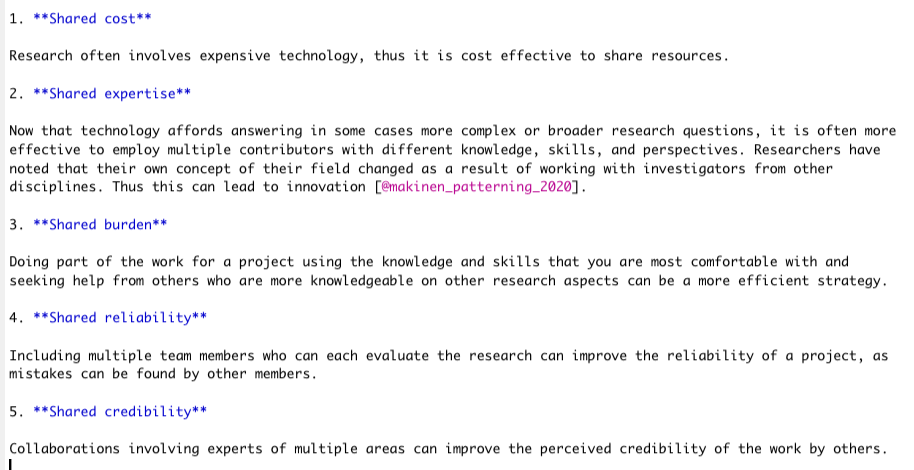 1. **Shared cost**
Research often involves expensive technology, thus it is cost effective to share resources.
2. **Shared expertise**
Now that technology affords answering in some cases more complex or broader research questions, it is often more
effective to employ multiple contributors with different knowledge, skills, and perspectives. Researchers have
noted that their own concept of their field changed as a result of working with investigators from other
disciplines. Thus this can lead to innovation [@makinen_patterning_2020].
3. **Shared burden**
Doing part of the work for a project using the knowledge and skills that you are most comfortable with and
seeking help from others who are more knowledgeable on other research aspects can be a more efficient strategy.
4. **Shared reliability**
Including multiple team members who can each evaluate the research can improve the reliability of a project, as
mistakes can be found by other members.
5. **Shared credibility**
Collaborations involving experts of multiple areas can improve the perceived credibility of the work by others.